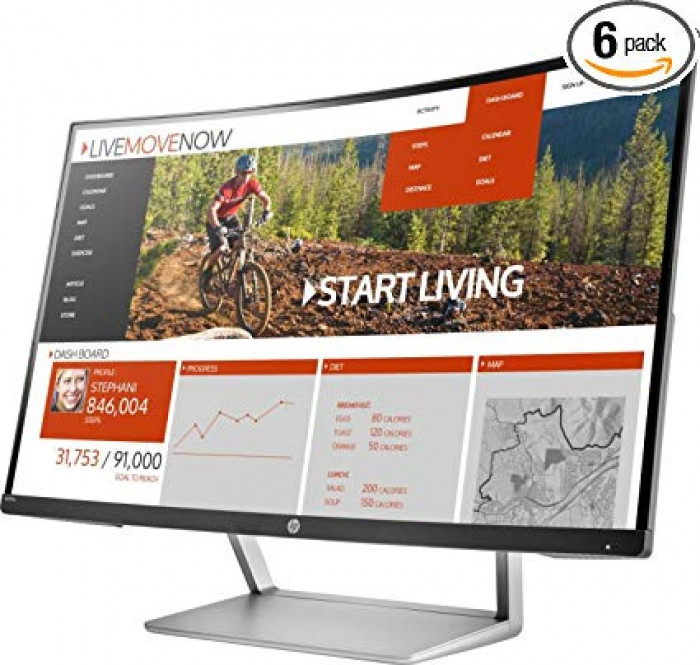 6 pack
ACTIVITY
DASHBOARD
SIGN UP
LIVEMOVENOW
STEPS
CALENDAR
MAP
DIET
DISTANCE
GOALS
DASHBOARD
CALENDAR
GOALS
MAP
DIET
EXERCISE
ARTICLE
BLOG
STORE
START LIVING
DASH BOARD
PROFILE:
STEPHANI
846,004
STEPS
31,753 / 91,000
GOAL TO REACH
PROGRESS
DIET
BREAKFAST:
EGGS 80 CALORIES
TOAST 120 CALORIES
ORANGE 50 CALORIES
LUNCH:
SALAD 200 CALORIES
SOUP 150 CALORIES
MAP
hp